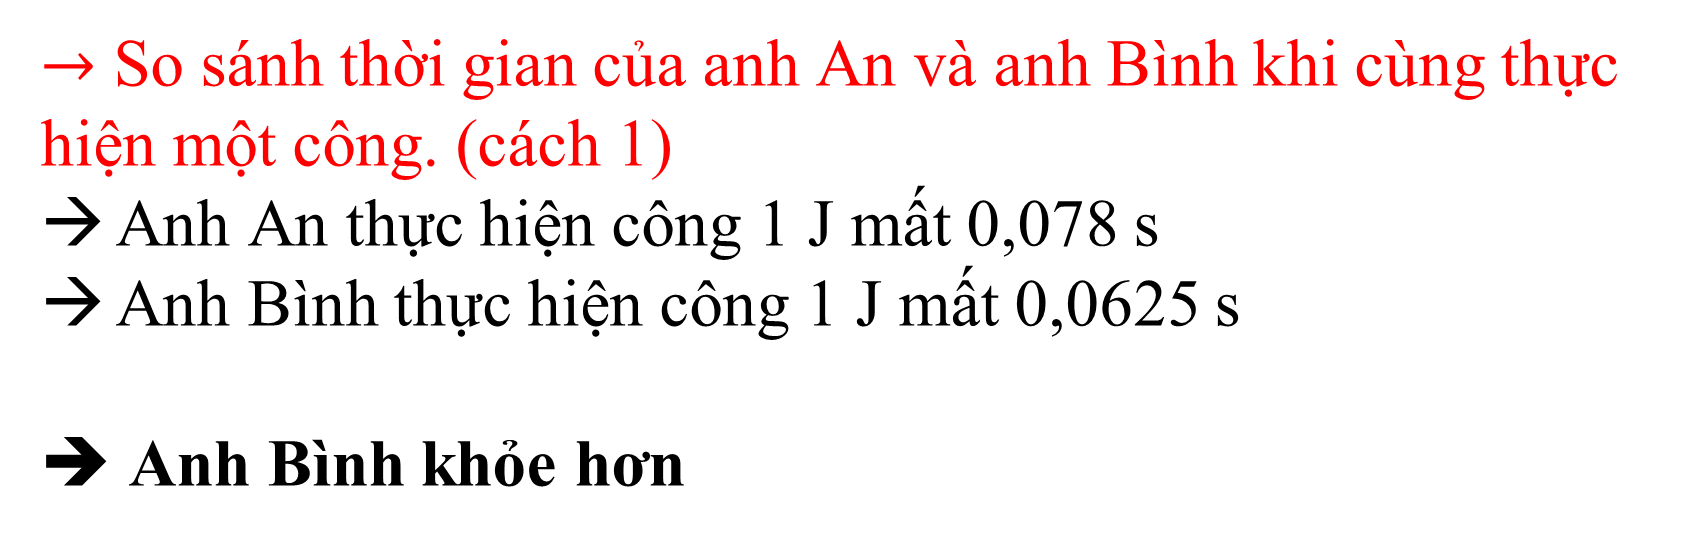 → So sánh thời gian của anh An và anh Bình khi cùng thực
hiện một công. (cách 1)
→ Anh An thực hiện công 1 J mất 0,078 s
→ Anh Bình thực hiện công 1 J mất 0,0625 s
➔ Anh Bình khỏe hơn